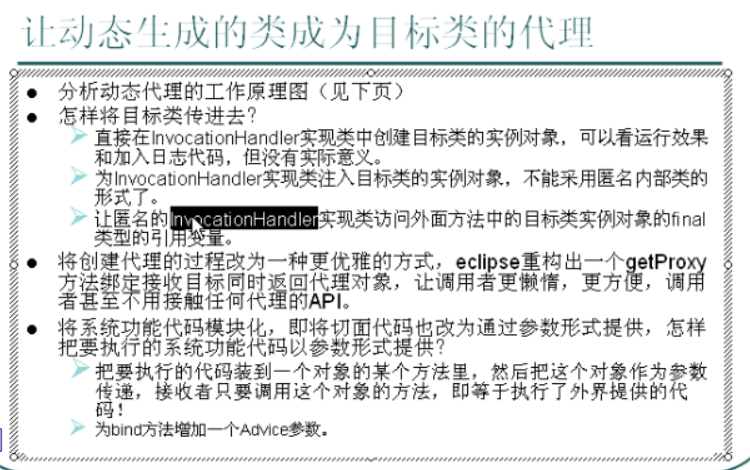 让动态生成的类成为目标类的代理
分析动态代理的工作原理图（见下页）
怎样将目标类传进去？
直接在InvocationHandler实现类中创建目标类的实例对象，可以看运行效果
和加入日志代码，但没有实际意义。
为InvocationHandler实现类注入目标类的实例对象，不能采用匿名内部类的
形式了。
让匿名的InvocationHandler实现类访问外面方法中的目标类实例对象的final
类型的引用变量。
将创建代理的过程改为一种更优雅的方式，eclipse重构出一个getProxy
方法绑定接收目标同时返回代理对象，让调用者更懒惰，更方便，调用
者甚至不用接触任何代理的API。
将系统功能代码模块化，即将切面代码也改为通过参数形式提供，怎样
把要执行的系统功能代码以参数形式提供？
把要执行的代码装到一个对象的某个方法里，然后把这个对象作为参数
传递，接收者只要调用这个对象的方法，即等于执行了外界提供的代
码！
为bind方法增加一个Advice参数。